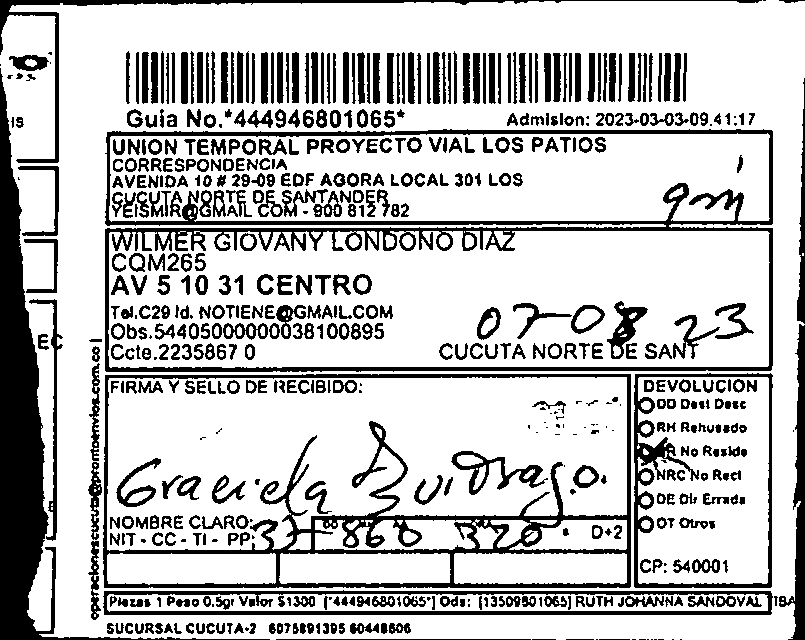 Guia No.*444946801065*
Admision: 2023-03-03-09.41:17
UNION TEMPORAL PROYECTO VIAL LOS PATIOS
CORRESPONDENCIA
AVENIDA 10 # 29-09 EDF AGORA LOCAL 301 LOS
CUCUTA NORTE DE SANTANDER
YEISMIR@GMAIL COM - 900 812 782
WILMER GIOVANY LONDONO DIAZ
CQM265
AV 5 10 31 CENTRO
Tel.C29 Id. NOTIENE@GMAIL.COM
Obs.54405000000038100895
Ccte.2235867 0
07-08 23
CUCUTA NORTE DE SANT
operacionescucuta@prontoenvios.com.co |
FIRMA Y SELLO DE RECIBIDO:
Graciela Buitrago.
NOMBRE CLARO:
NIT - CC - TI - PP:
860 320.
D+2
DEVOLUCION
DD Dest Desc
RH Rehusado
NR No Reside
NRC No Recl
DE Dir Errada
OT Otros
CP: 540001
Piezas 1 Peso 0.5gr Valor $1300 [*444946801065*] Ods: [13509801065] RUTH JOHANNA SANDOVAL TIBA
SUCURSAL CUCUTA-2 6075891395 60448606